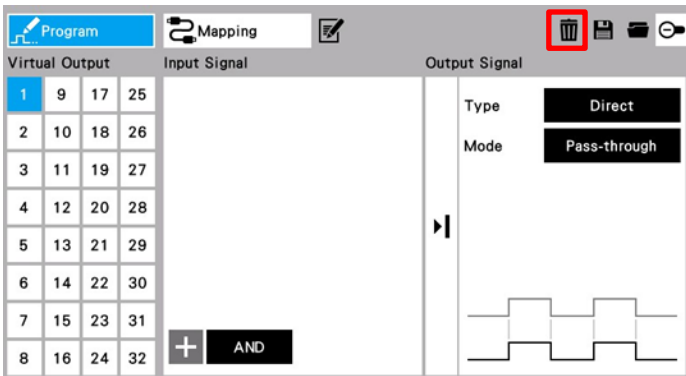 Program Mapping
Virtual Output Input Signal Output Signal
1 9 17 25
2 10 18 26
3 11 19 27
4 12 20 28
5 13 21 29
6 14 22 30
7 15 23 31
8 16 24 32
AND
Type Direct
Mode Pass-through